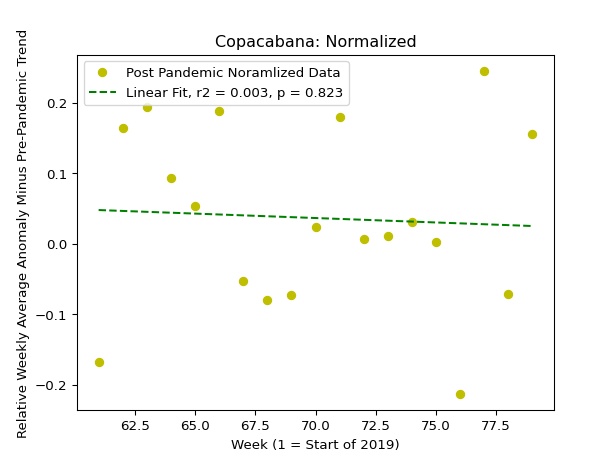 Copacabana: Normalized
Post Pandemic Noramlized Data
Linear Fit, r2 = 0.003, p = 0.823
Relative Weekly Average Anomaly Minus Pre-Pandemic Trend
0.2
0.1
0.0
−0.1
−0.2
62.5 65.0 67.5 70.0 72.5 75.0 77.5
Week (1 = Start of 2019)